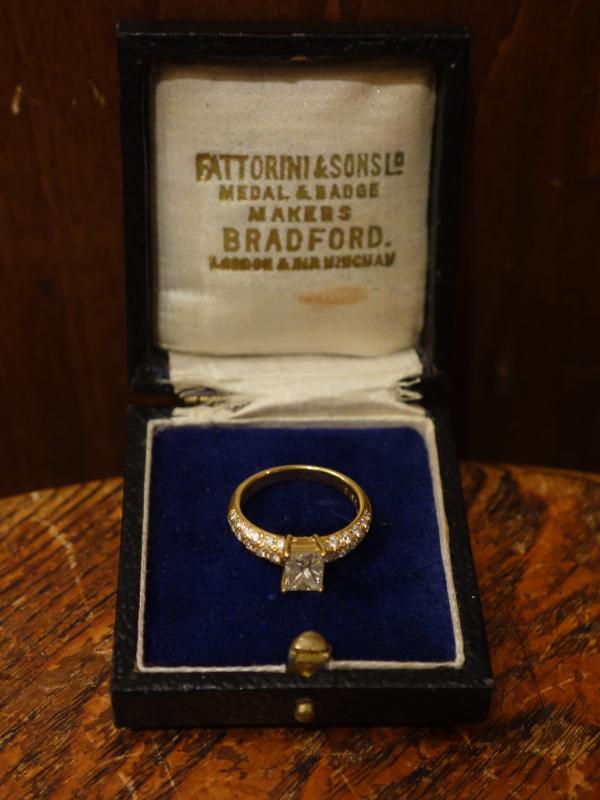 FATTORINI & SONS LD
MEDAL & BADGE
MAKERS
BRADFORD.
LONDON & BIRMINGHAM